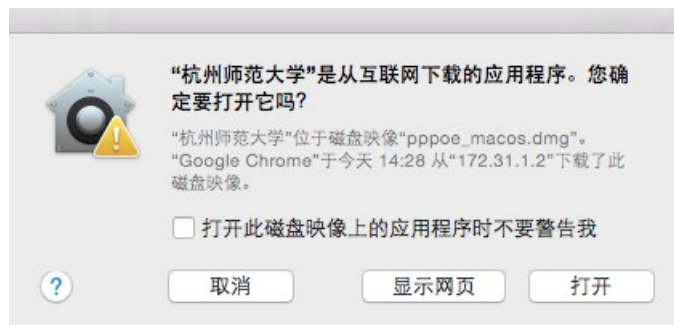 “杭州师范大学”是从互联网下载的应用程序。您确
定要打开它吗?
“杭州师范大学”位于磁盘映像“pppoe_macos.dmg”。
“Google Chrome”于今天 14:28 从“172.31.1.2”下载了此
磁盘映像。
打开此磁盘映像上的应用程序时不要警告我
? 取消 显示网页 打开